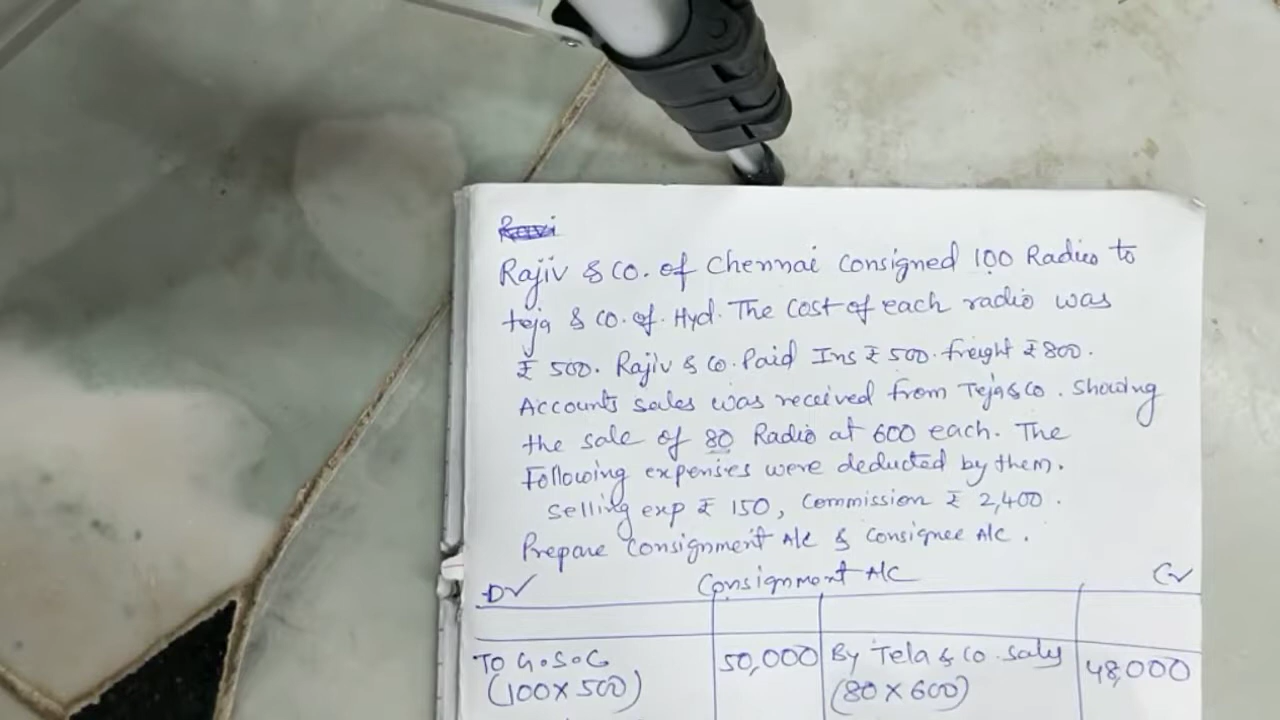 Ravi
Rajiv & Co. of Chennai Consigned 100 Radios to
teja & Co. of. Hyd. The Cost of each radio was
₹ 500. Rajiv & Co. Paid Ins ₹ 500. freight ₹ 800.
Accounts sales was received from Teja & Co. Showing
the sale of 80 Radio at 600 each. The
Following expenses were deducted by them.
Selling exp ₹ 150, Commission ₹ 2,400.
Prepare Consignment A/c & Consignee A/c.
Dr Consignment A/C Cr
To G.S.O.C 50,000 By Tela & Co. Sales 48,000
(100 x 500) (80 x 600)